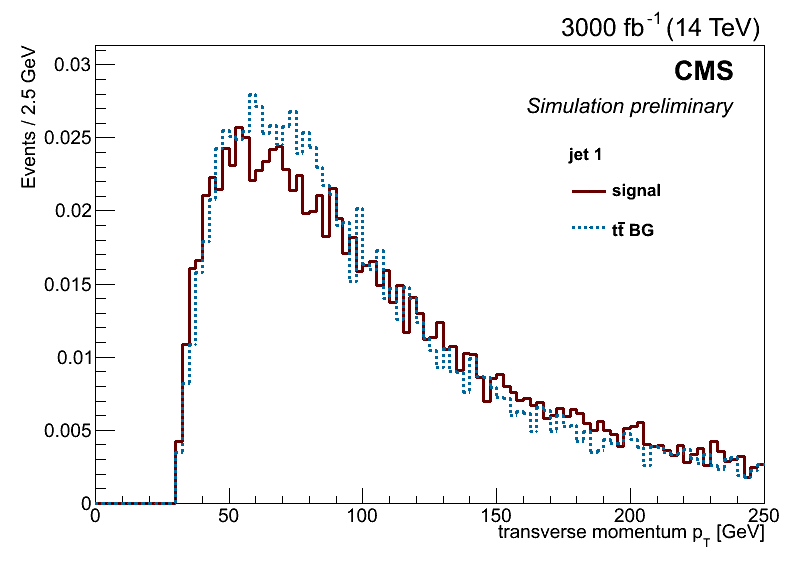 3000 fb⁻¹ (14 TeV)
Events / 2.5 GeV
CMS
Simulation preliminary
jet 1
signal
tt̄ BG
0.03
0.025
0.02
0.015
0.01
0.005
0
0 50 100 150 200 250
transverse momentum p_T [GeV]